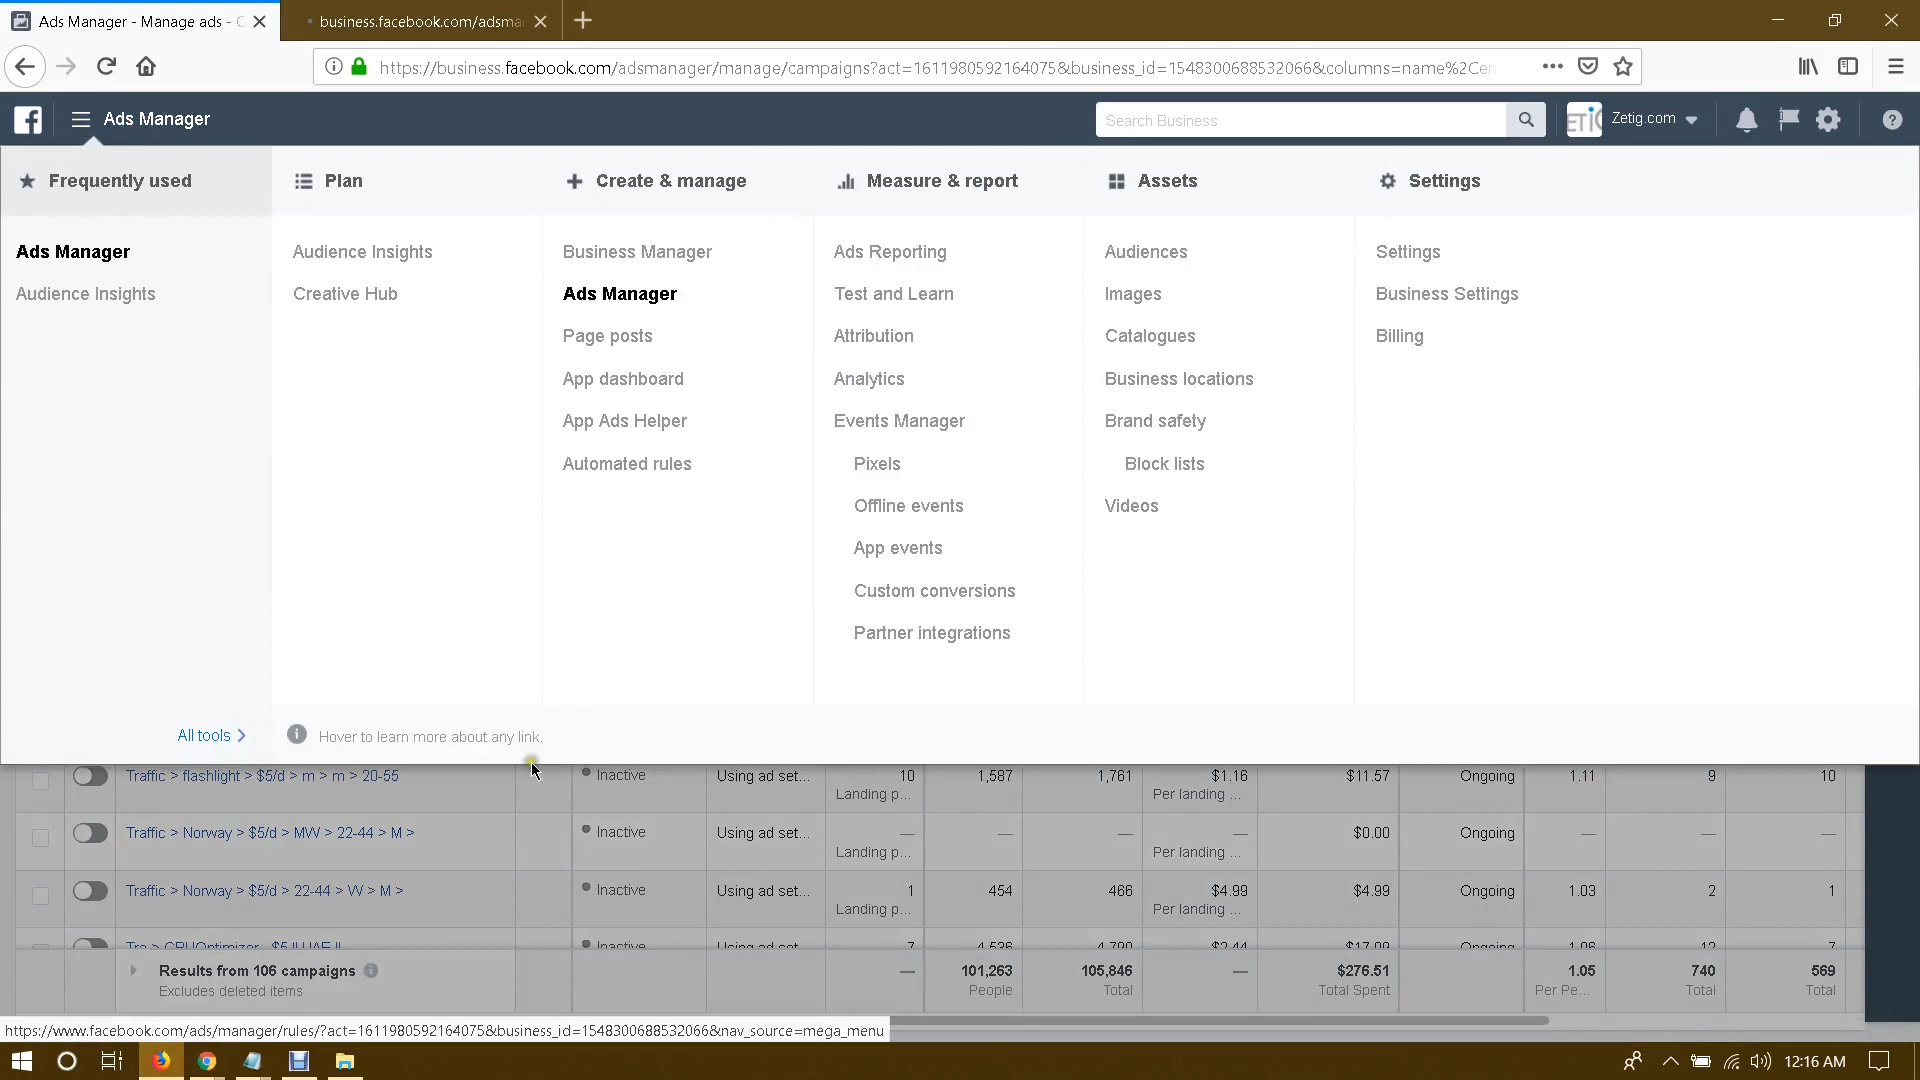 Ads Manager - Manage ads - C
business.facebook.com/adsma
https://business.facebook.com/adsmanager/manage/campaigns?act=1611980592164075&business_id=1548300688532066&columns=name%2Cer
Ads Manager
Search Business
ETIG
Zetig.com
Frequently used
Plan
Create & manage
Measure & report
Assets
Settings
Ads Manager
Audience Insights
Business Manager
Ads Reporting
Audiences
Settings
Audience Insights
Creative Hub
Ads Manager
Test and Learn
Images
Business Settings
Page posts
Attribution
Catalogues
Billing
App dashboard
Analytics
Business locations
App Ads Helper
Events Manager
Brand safety
Automated rules
Pixels
Block lists
Offline events
Videos
App events
Custom conversions
Partner integrations
All tools
Hover to learn more about any link.
Traffic > flashlight > $5/d > m > m > 20-55 Inactive Using ad set... 10 1,587 1,761 $1.16 $11.57 Ongoing 1.11 9 10
Landing p... Per landing ...
Traffic > Norway > $5/d > MW > 22-44 > M > Inactive Using ad set... — — — — $0.00 Ongoing — — —
Landing p... Per landing ...
Traffic > Norway > $5/d > 22-44 > W > M > Inactive Using ad set... 1 454 466 $4.99 $4.99 Ongoing 1.03 2 1
Landing p... Per landing ...
Inactive Using ad set... 7 4,536 4,790 $2.44 $17.09 Ongoing 1.06 12 7
Results from 106 campaigns — 101,263 105,846 — $276.51 1.05 740 569
Excludes deleted items People Total Total Spent Per Pe... Total Total
https://www.facebook.com/ads/manager/rules/?act=1611980592164075&business_id=1548300688532066&nav_source=mega_menu
12:16 AM